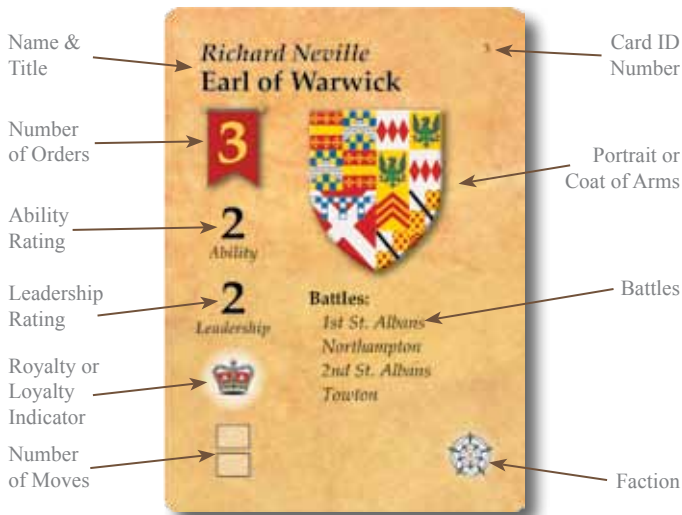 Name &
Title
Number
of Orders
Ability
Rating
Leadership
Rating
Royalty or
Loyalty
Indicator
Number
of Moves
Richard Neville
Earl of Warwick
3
2
Ability
2
Leadership
Battles:
1st St. Albans
Northampton
2nd St. Albans
Towton
Card ID
Number
Portrait or
Coat of Arms
Battles
Faction